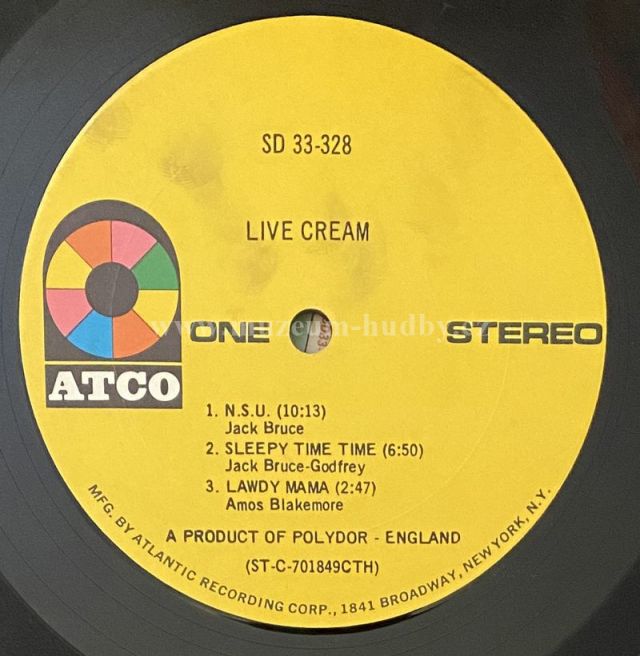 SD 33-328
LIVE CREAM
ATCO
ONE
STEREO
1. N.S.U. (10:13)
Jack Bruce
2. SLEEPY TIME TIME (6:50)
Jack Bruce-Godfrey
3. LAWDY MAMA (2:47)
Amos Blakemore
A PRODUCT OF POLYDOR - ENGLAND
(ST-C-701849CTH)
MFG. BY ATLANTIC RECORDING CORP., 1841 BROADWAY, NEW YORK, N.Y.